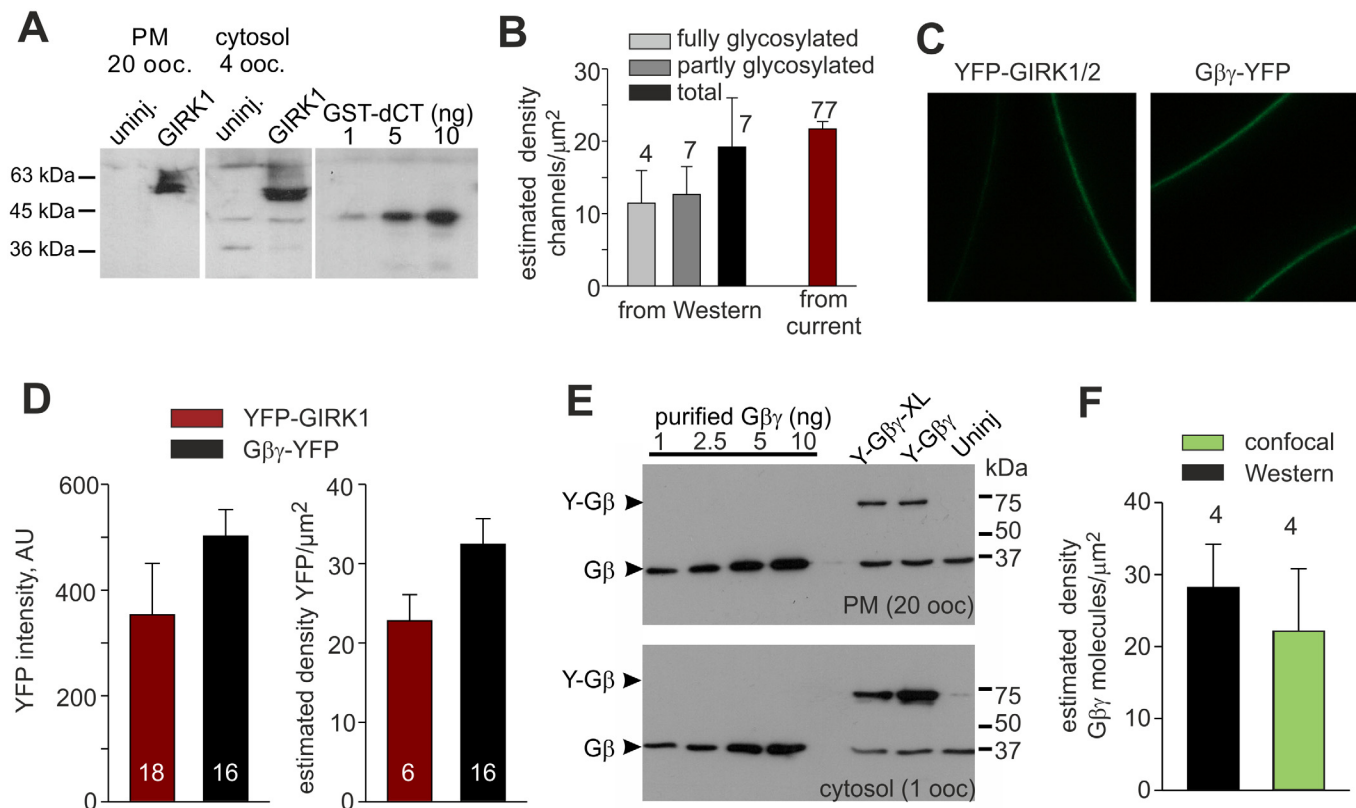 A
PM
20 ooc.
cytosol
4 ooc.
uninj.
GIRK1
uninj.
GIRK1
GST-dCT (ng)
1 5 10
63 kDa
45 kDa
36 kDa
B
fully glycosylated
partly glycosylated
total
estimated density
channels/μm2
30
20
10
0
4
7
7
77
from Western
from
current
C
YFP-GIRK1/2
Gβγ-YFP
D
YFP-GIRK1
Gβγ-YFP
YFP intensity, AU
600
400
200
0
18
16
estimated density YFP/μm2
40
30
20
10
0
6
16
E
purified Gβγ (ng)
1 2.5 5 10
Y-Gβγ-XL
Y-Gβγ
Uninj
kDa
Y-Gβ
Gβ
75
50
37
PM (20 ooc)
Y-Gβ
Gβ
75
50
37
cytosol (1 ooc)
F
confocal
Western
estimated density
Gβγ molecules/μm2
40
30
20
10
0
4
4